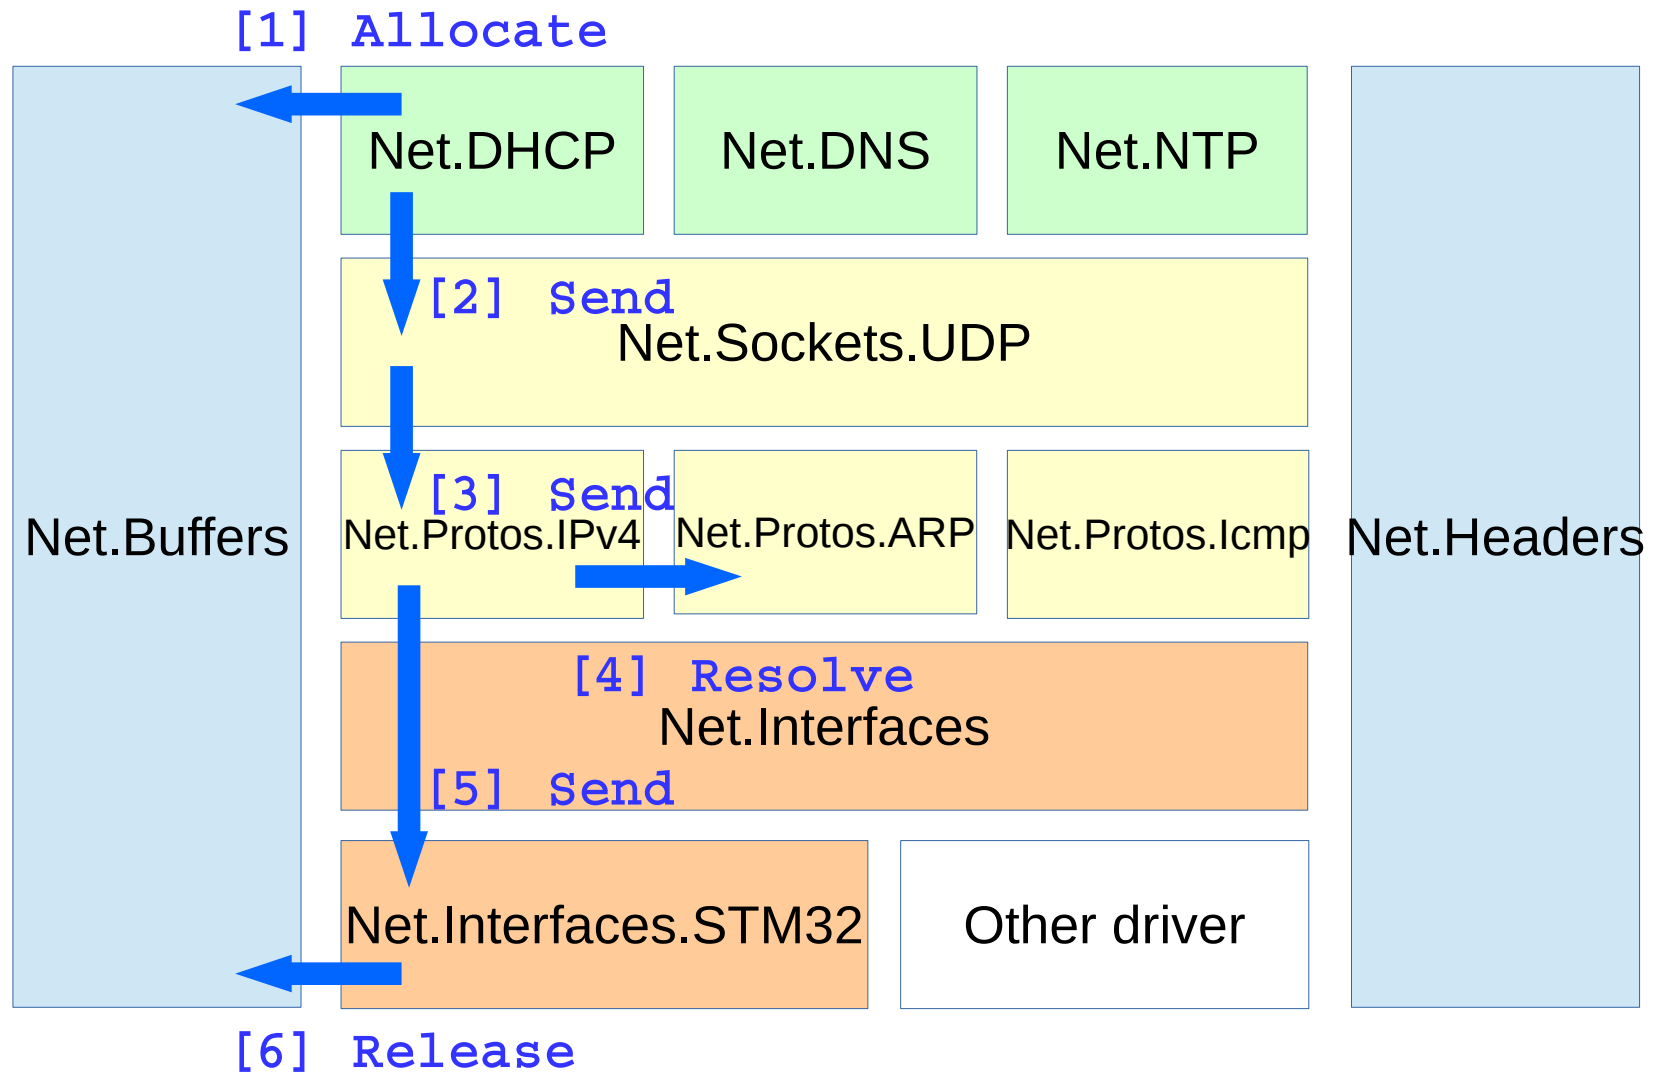 [1] Allocate
Net.DHCP
Net.DNS
Net.NTP
[2] Send
Net.Sockets.UDP
[3] Send
Net.Buffers
Net.Protos.IPv4
Net.Protos.ARP
Net.Protos.Icmp
Net.Headers
[4] Resolve
Net.Interfaces
[5] Send
Net.Interfaces.STM32
Other driver
[6] Release